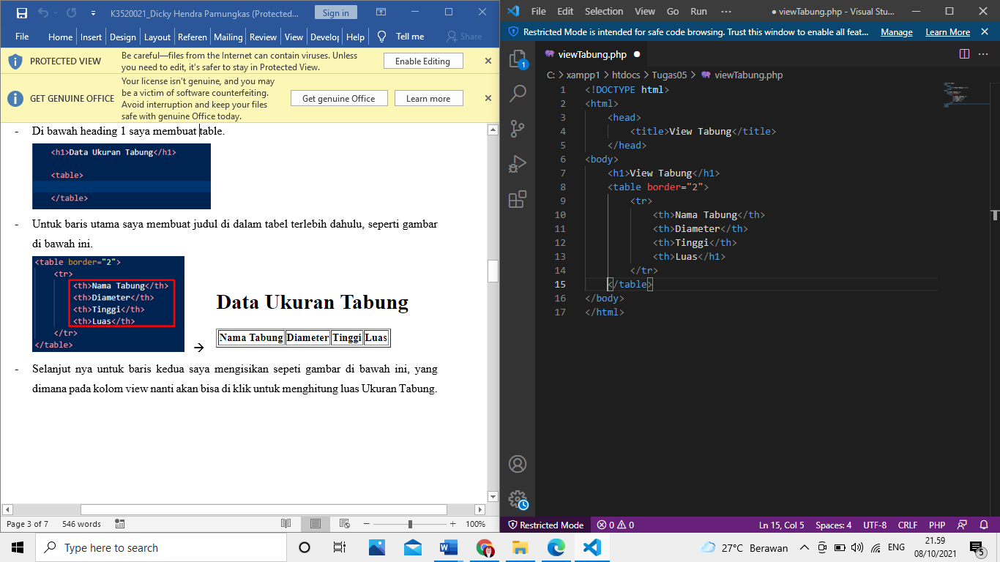 K3520021_Dicky Hendra Pamungkas (Protected...
Sign in
File Home Insert Design Layout Referen Mailing Review View Develop Help Tell me Share
PROTECTED VIEW
Be careful—files from the Internet can contain viruses. Unless
you need to edit, it's safer to stay in Protected View.
Enable Editing
GET GENUINE OFFICE
Your license isn't genuine, and you may
be a victim of software counterfeiting.
Avoid interruption and keep your files
safe with genuine Office today.
Get genuine Office
Learn more
- Di bawah heading 1 saya membuat table.
<h1>Data Ukuran Tabung</h1>
<table>
</table>
- Untuk baris utama saya membuat judul di dalam tabel terlebih dahulu, seperti gambar
di bawah ini.
<table border="2">
<tr>
<th>Nama Tabung</th>
<th>Diameter</th>
<th>Tinggi</th>
<th>Luas</th>
</tr>
</table>
→
Data Ukuran Tabung
Nama Tabung Diameter Tinggi Luas
- Selanjut nya untuk baris kedua saya mengisikan sepeti gambar di bawah ini, yang
dimana pada kolom view nanti akan bisa di klik untuk menghitung luas Ukuran Tabung.
Page 3 of 7 546 words 100%
File Edit Selection View Go Run ··· ● viewTabung.php - Visual Stu...
Restricted Mode is intended for safe code browsing. Trust this window to enable all feat... Manage Learn More
1
viewTabung.php ●
C: > xampp1 > htdocs > Tugas05 > viewTabung.php
1 <!DOCTYPE html>
2 <html>
3 <head>
4 <title>View Tabung</title>
5 </head>
6 <body>
7 <h1>View Tabung</h1>
8 <table border="2">
9 <tr>
10 <th>Nama Tabung</th>
11 <th>Diameter</th>
12 <th>Tinggi</th>
13 <th>Luas</h1>
14 </tr>
15 </table>
16 </body>
17 </html>
Restricted Mode 0 0 Ln 15, Col 5 Spaces: 4 UTF-8 CRLF PHP
Type here to search
27°C Berawan
ENG
21.59
08/10/2021
5